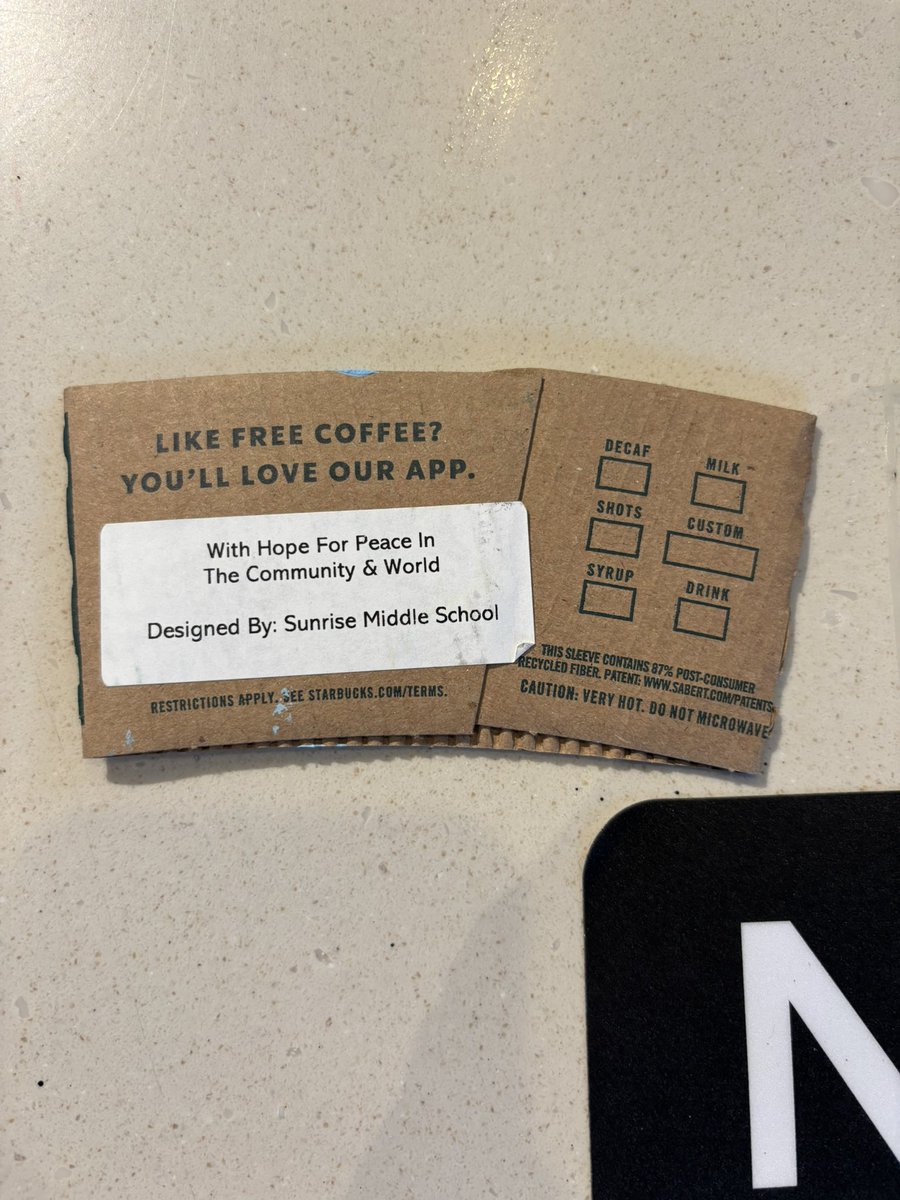 LIKE FREE COFFEE?
YOU'LL LOVE OUR APP.
With Hope For Peace In
The Community & World
Designed By: Sunrise Middle School
RESTRICTIONS APPLY. SEE STARBUCKS.COM/TERMS.
DECAF
MILK
SHOTS
CUSTOM
SYRUP
DRINK
THIS SLEEVE CONTAINS 87% POST-CONSUMER
RECYCLED FIBER. PATENT: WWW.SABERT.COM/PATENTS
CAUTION: VERY HOT. DO NOT MICROWAVE
N